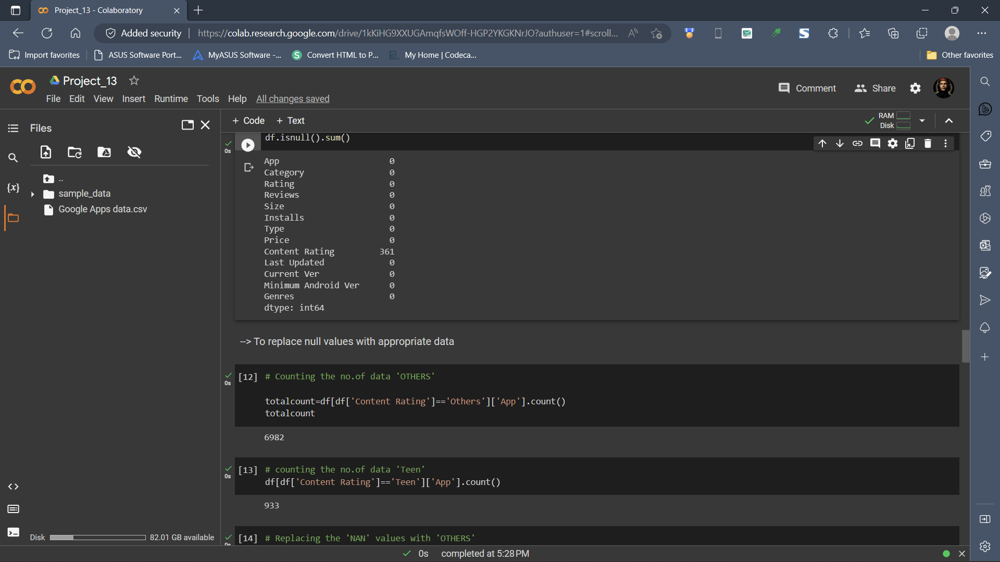 Project_13 - Colaboratory
Added security
https://colab.research.google.com/drive/1kKiHG9XXUGAmqfsWOff-HGP2YKGKNrJO?authuser=1#scroll...
Import favorites
ASUS Software Port...
MyASUS Software -...
Convert HTML to P...
My Home | Codeca...
Other favorites
Project_13
File Edit View Insert Runtime Tools Help All changes saved
Comment
Share
Files
+ Code + Text
RAM
Disk
..
sample_data
Google Apps data.csv
0s
df.isnull().sum()
App 0
Category 0
Rating 0
Reviews 0
Size 0
Installs 0
Type 0
Price 0
Content Rating 361
Last Updated 0
Current Ver 0
Minimum Android Ver 0
Genres 0
dtype: int64
--> To replace null values with appropriate data
0s
[12] # Counting the no.of data 'OTHERS'
totalcount=df[df['Content Rating']=='Others']['App'].count()
totalcount
6982
0s
[13] # counting the no.of data 'Teen'
df[df['Content Rating']=='Teen']['App'].count()
933
0s
[14] # Replacing the 'NAN' values with 'OTHERS'
Disk 82.01 GB available
0s completed at 5:28 PM